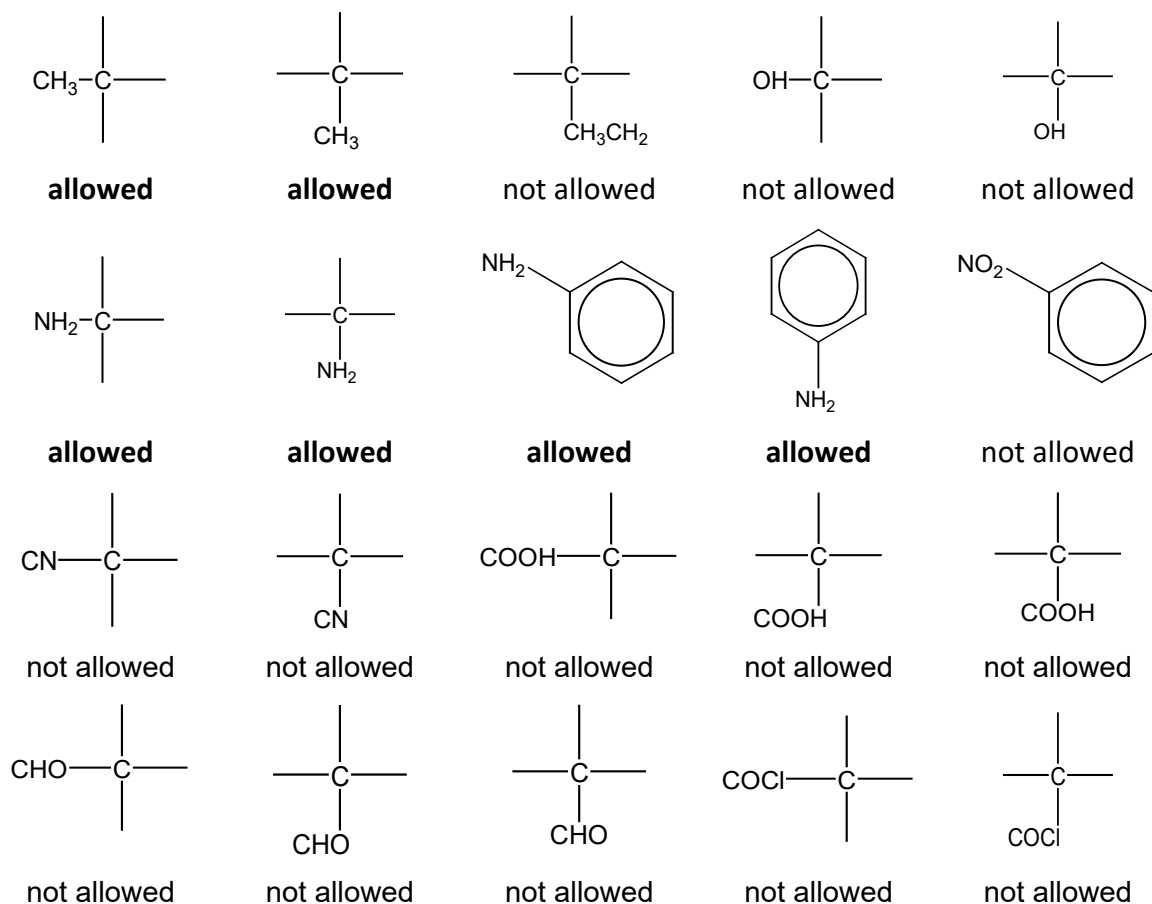 CH₃ C C C OH C C
CH₃ CH₃CH₂ OH
allowed allowed not allowed not allowed not allowed
NH₂ NO₂
NH₂ C C
NH₂ NH₂
allowed allowed allowed allowed not allowed
CN C C COOH C C C
CN COOH COOH
not allowed not allowed not allowed not allowed not allowed
CHO C C C COCl C C
CHO CHO COCl
not allowed not allowed not allowed not allowed not allowed